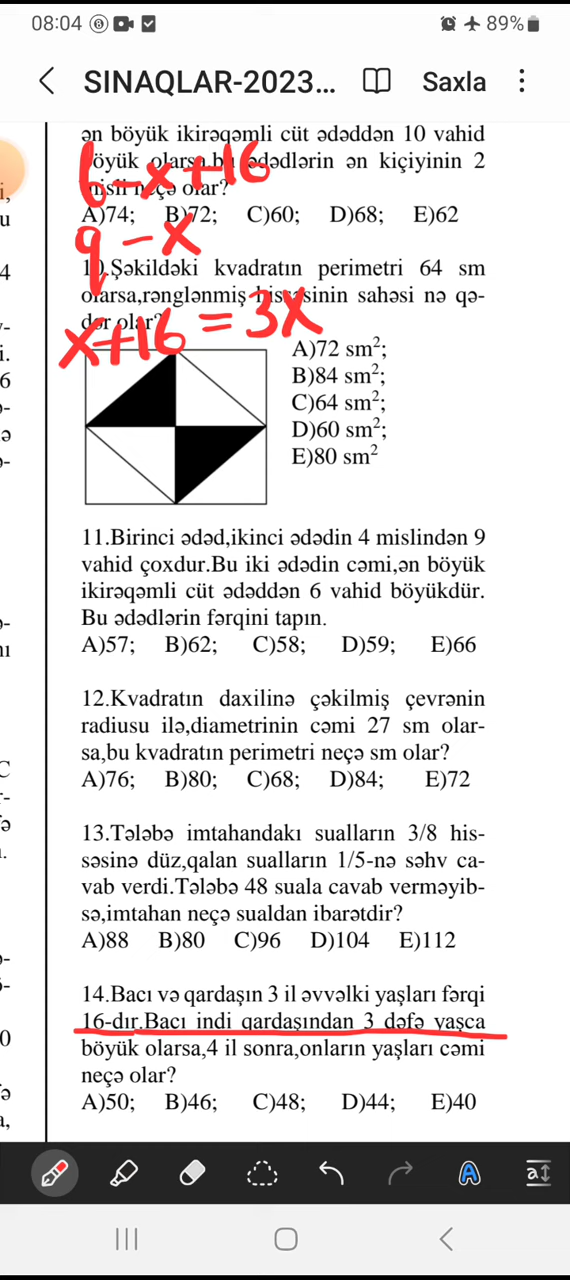 08:04
89%
SINAQLAR-2023...
Saxla
ən böyük ikirəqəmli cüt ədəddən 10 vahid
böyük olarsa,bu ədədlərin ən kiçiyinin 2
misli neçə olar?
A)74; B)72; C)60; D)68; E)62
b-x+16
q-x
x+16=3x
10.Şəkildəki kvadratın perimetri 64 sm
olarsa,rənglənmiş hissəsinin sahəsi nə qə-
dər olar?
A)72 sm²;
B)84 sm²;
C)64 sm²;
D)60 sm²;
E)80 sm²
11.Birinci ədəd,ikinci ədədin 4 mislindən 9
vahid çoxdur.Bu iki ədədin cəmi,ən böyük
ikirəqəmli cüt ədəddən 6 vahid böyükdür.
Bu ədədlərin fərqini tapın.
A)57; B)62; C)58; D)59; E)66
12.Kvadratın daxilinə çəkilmiş çevrənin
radiusu ilə,diametrinin cəmi 27 sm olar-
sa,bu kvadratın perimetri neçə sm olar?
A)76; B)80; C)68; D)84; E)72
13.Tələbə imtahandakı sualların 3/8 his-
səsinə düz,qalan sualların 1/5-nə səhv ca-
vab verdi.Tələbə 48 suala cavab verməyib-
sə,imtahan neçə sualdan ibarətdir?
A)88 B)80 C)96 D)104 E)112
14.Bacı və qardaşın 3 il əvvəlki yaşları fərqi
16-dır.Bacı indi qardaşından 3 dəfə yaşca
böyük olarsa,4 il sonra,onların yaşları cəmi
neçə olar?
A)50; B)46; C)48; D)44; E)40